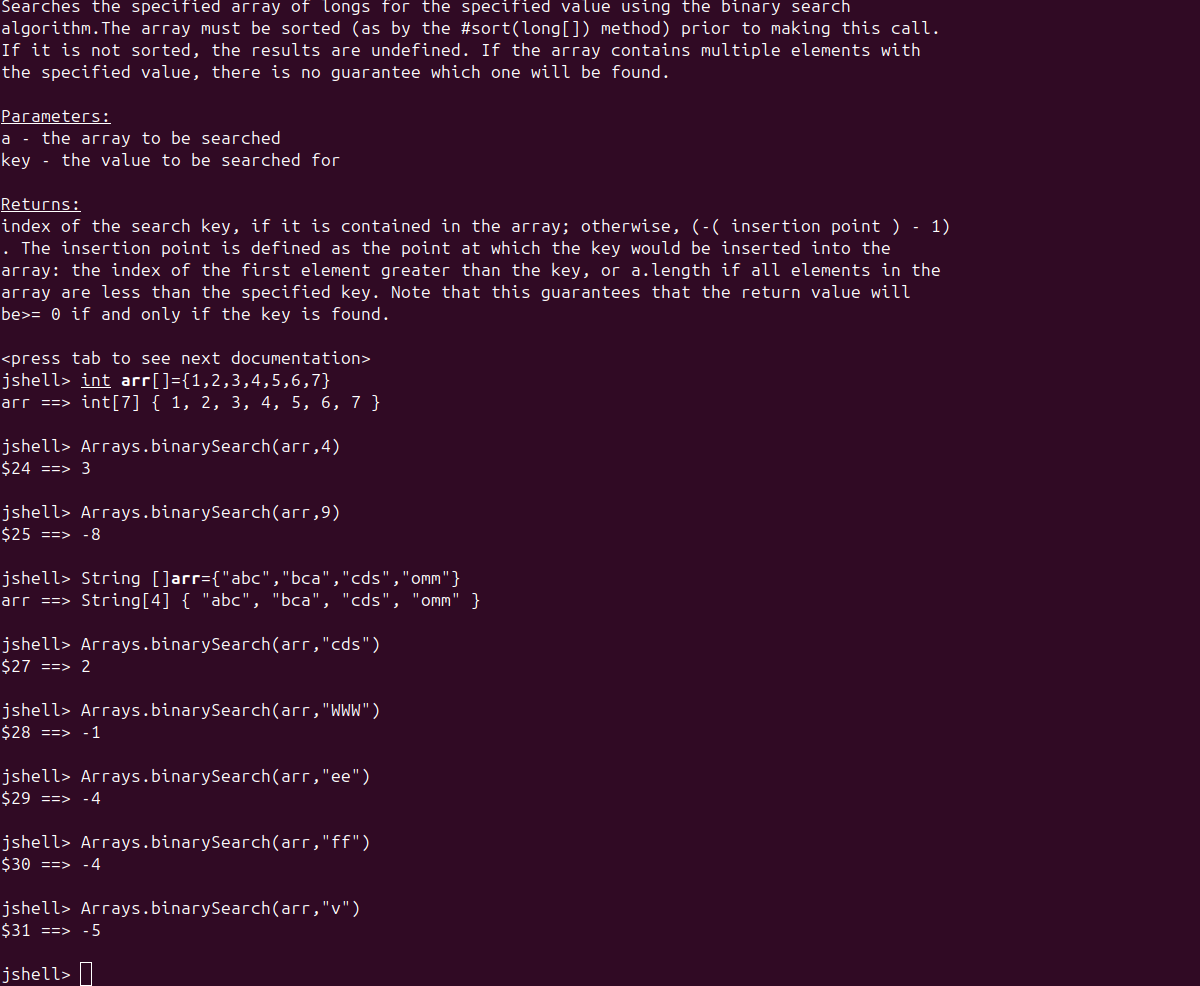 Searches the specified array of longs for the specified value using the binary search
algorithm.The array must be sorted (as by the #sort(long[]) method) prior to making this call.
If it is not sorted, the results are undefined. If the array contains multiple elements with
the specified value, there is no guarantee which one will be found.
Parameters:
a - the array to be searched
key - the value to be searched for
Returns:
index of the search key, if it is contained in the array; otherwise, (-( insertion point ) - 1)
. The insertion point is defined as the point at which the key would be inserted into the
array: the index of the first element greater than the key, or a.length if all elements in the
array are less than the specified key. Note that this guarantees that the return value will
be>= 0 if and only if the key is found.
<press tab to see next documentation>
jshell> int arr[]={1,2,3,4,5,6,7}
arr ==> int[7] { 1, 2, 3, 4, 5, 6, 7 }
jshell> Arrays.binarySearch(arr,4)
$24 ==> 3
jshell> Arrays.binarySearch(arr,9)
$25 ==> -8
jshell> String []arr={"abc","bca","cds","omm"}
arr ==> String[4] { "abc", "bca", "cds", "omm" }
jshell> Arrays.binarySearch(arr,"cds")
$27 ==> 2
jshell> Arrays.binarySearch(arr,"WWW")
$28 ==> -1
jshell> Arrays.binarySearch(arr,"ee")
$29 ==> -4
jshell> Arrays.binarySearch(arr,"ff")
$30 ==> -4
jshell> Arrays.binarySearch(arr,"v")
$31 ==> -5
jshell>